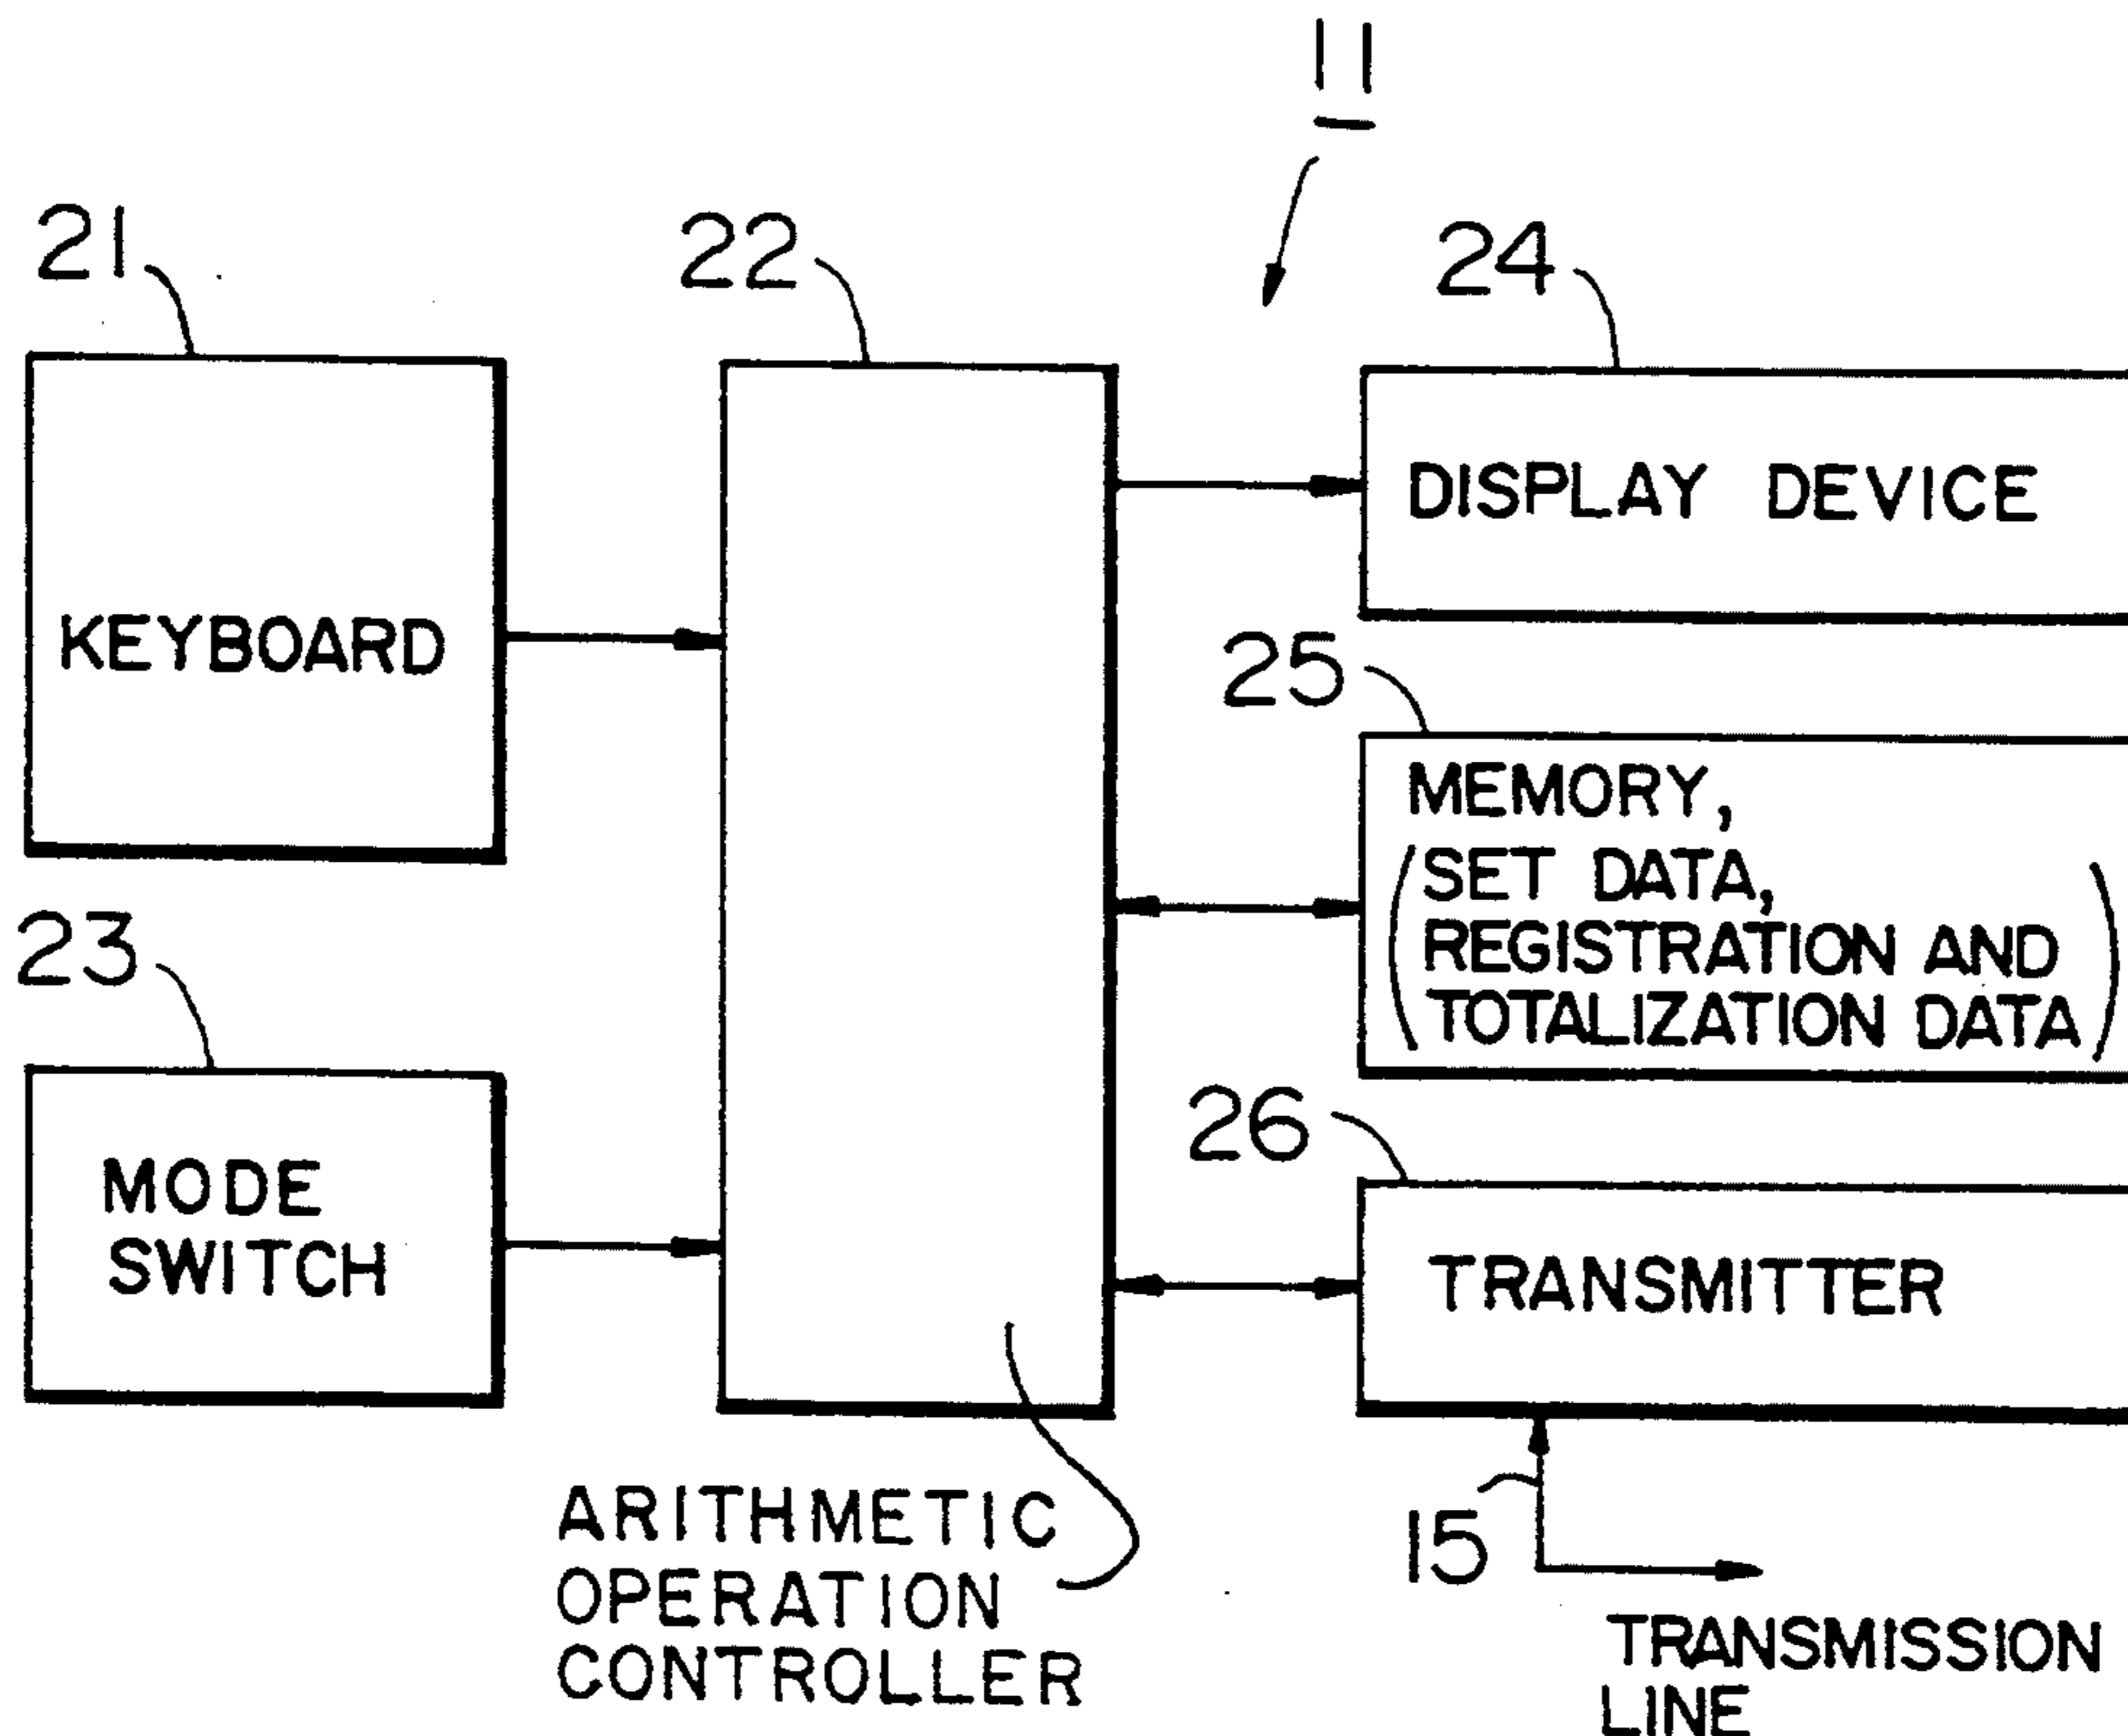 11
21
22
24
KEYBOARD
DISPLAY DEVICE
25
MEMORY,
(SET DATA,
REGISTRATION AND
TOTALIZATION DATA)
23
MODE
SWITCH
26
TRANSMITTER
ARITHMETIC
OPERATION
CONTROLLER
15
TRANSMISSION
LINE